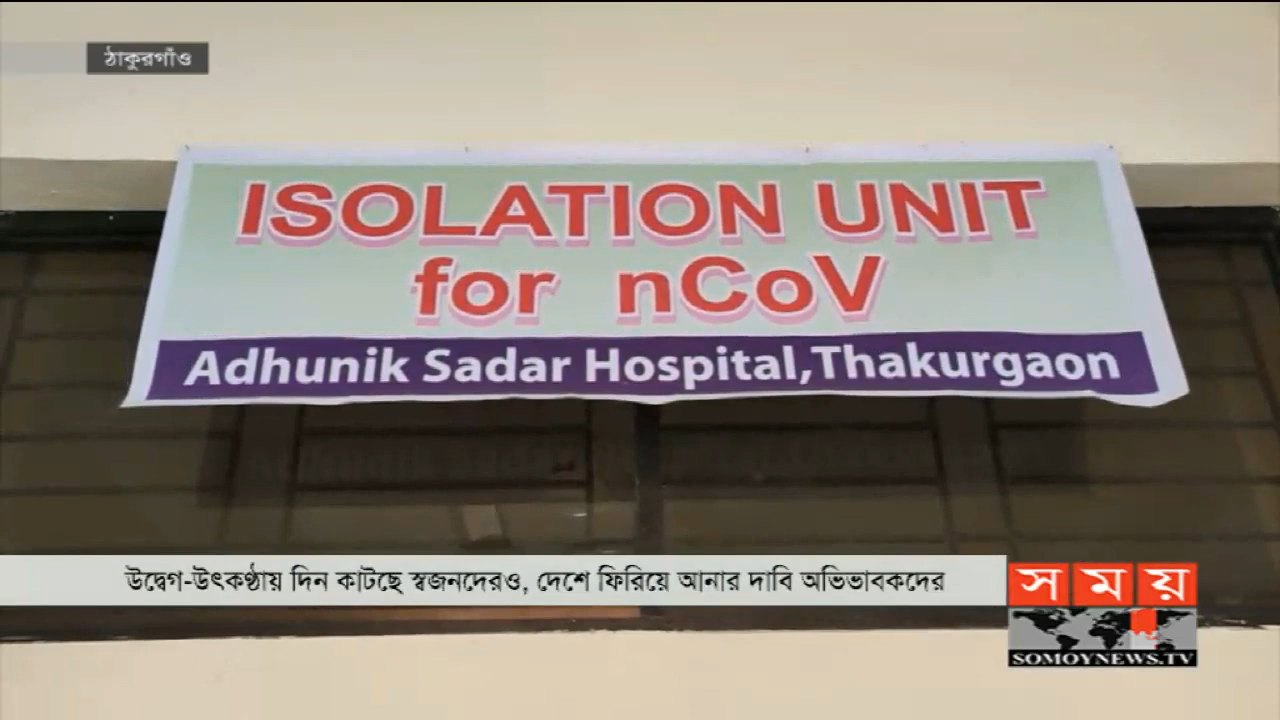 ঠাকুরগাঁও
ISOLATION UNIT
for nCoV
Adhunik Sadar Hospital,Thakurgaon
উদ্বেগ-উৎকণ্ঠায় দিন কাটছে স্বজনদেরও, দেশে ফিরিয়ে আনার দাবি অভিভাবকদের
সময়
SOMOYNEWS.TV